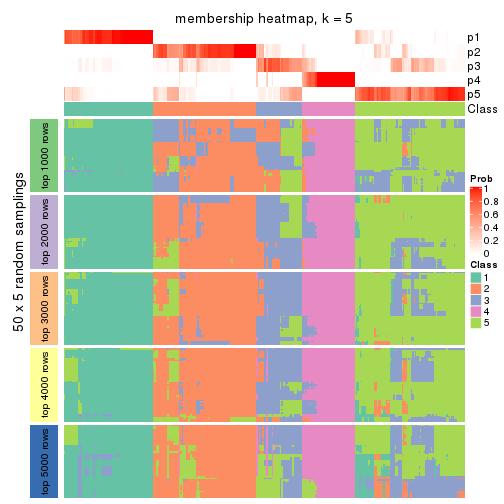 membership heatmap, k = 5
p1
p2
p3
p4
p5
Class
50 x 5 random samplings
top 1000 rows
top 2000 rows
top 3000 rows
top 4000 rows
top 5000 rows
Prob
1
0.8
0.6
0.4
0.2
0
Class
1
2
3
4
5